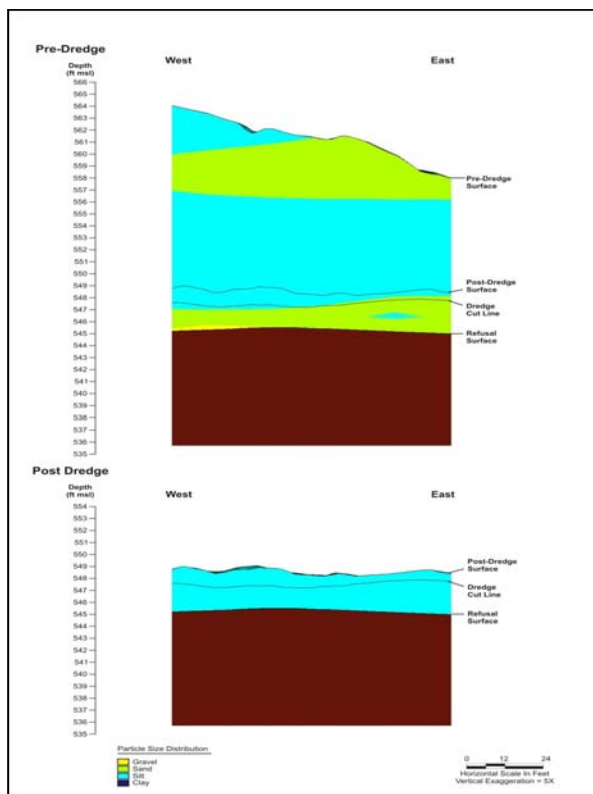 Pre-Dredge
Depth
(ft msl)
West
East
566
565
564
563
562
561
560
559
558
557
556
555
554
553
552
551
550
549
548
547
546
545
544
543
542
541
540
539
538
537
536
535
Pre-Dredge
Surface
Post-Dredge
Surface
Dredge
Cut Line
Refusal
Surface
Post Dredge
Depth
(ft msl)
West
East
554
553
552
551
550
549
548
547
546
545
544
543
542
541
540
539
538
537
536
535
Post-Dredge
Surface
Dredge
Cut Line
Refusal
Surface
Particle Size Distribution
Gravel
Sand
Silt
Clay
0 12 24
Horizontal Scale In Feet
Vertical Exaggeration = 5X